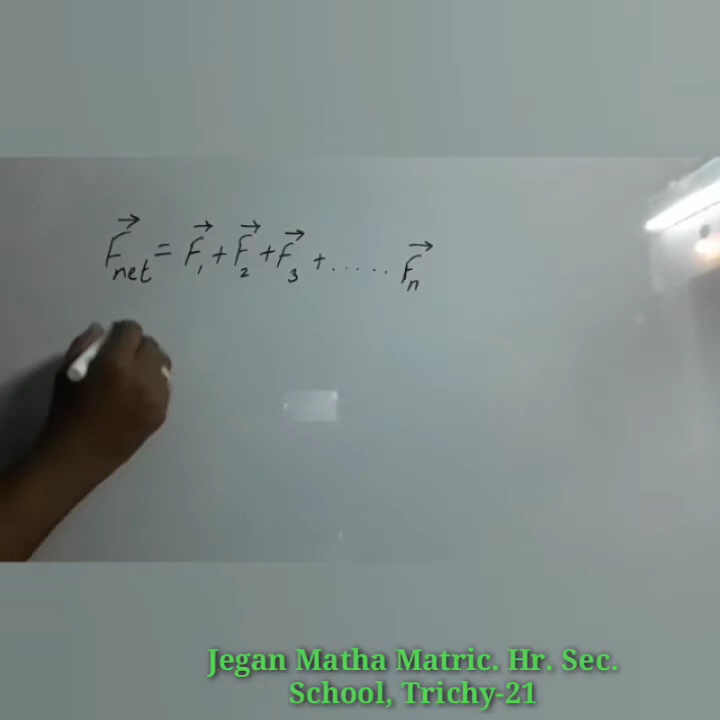 F⃗net = F⃗₁ + F⃗₂ + F⃗₃ + ..... F⃗n
Jegan Matha Matric. Hr. Sec.
School, Trichy-21